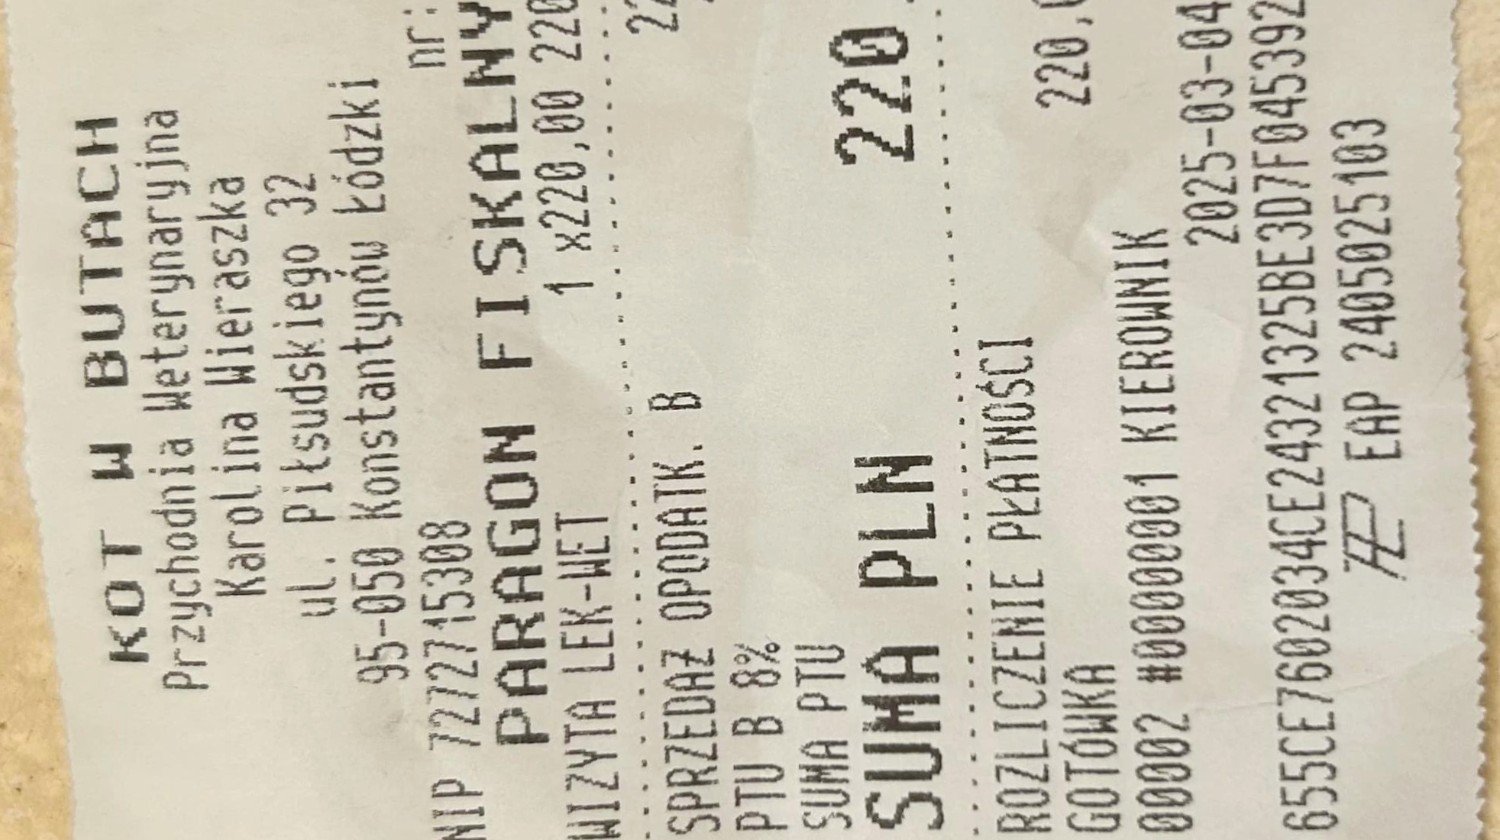 KOT W BUTACH
Przychodnia Weterynaryjna
Karolina Wieraszka
ul. Piłsudskiego 32
95-050 Konstantynów Łódzki
NIP 7272715308 nr:
PARAGON FISKALNY
WIZYTA LEK-WET 1 x220,00 220
SPRZEDAŻ OPODATK. B 22
PTU B 8%
SUMA PTU
SUMA PLN 220
ROZLICZENIE PŁATNOŚCI
GOTÓWKA 220,
00002 #00000001 KIEROWNIK 2025-03-04
655CE7602034CE24321325BE3D7F045392
EAP 2405025103